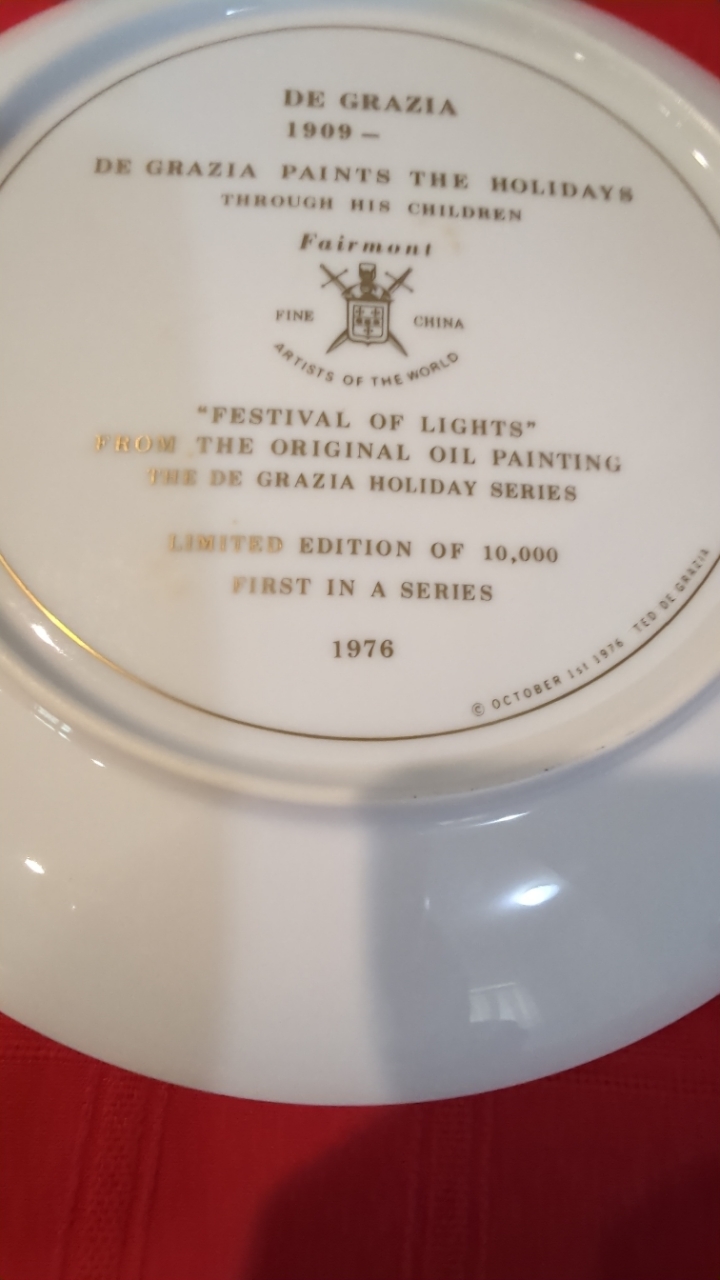 DE GRAZIA
1909 –
DE GRAZIA PAINTS THE HOLIDAYS
THROUGH HIS CHILDREN
Fairmont
FINE CHINA
ARTISTS OF THE WORLD
"FESTIVAL OF LIGHTS"
FROM THE ORIGINAL OIL PAINTING
THE DE GRAZIA HOLIDAY SERIES
LIMITED EDITION OF 10,000
FIRST IN A SERIES
1976
© OCTOBER 1st 1976 TED DE GRAZIA